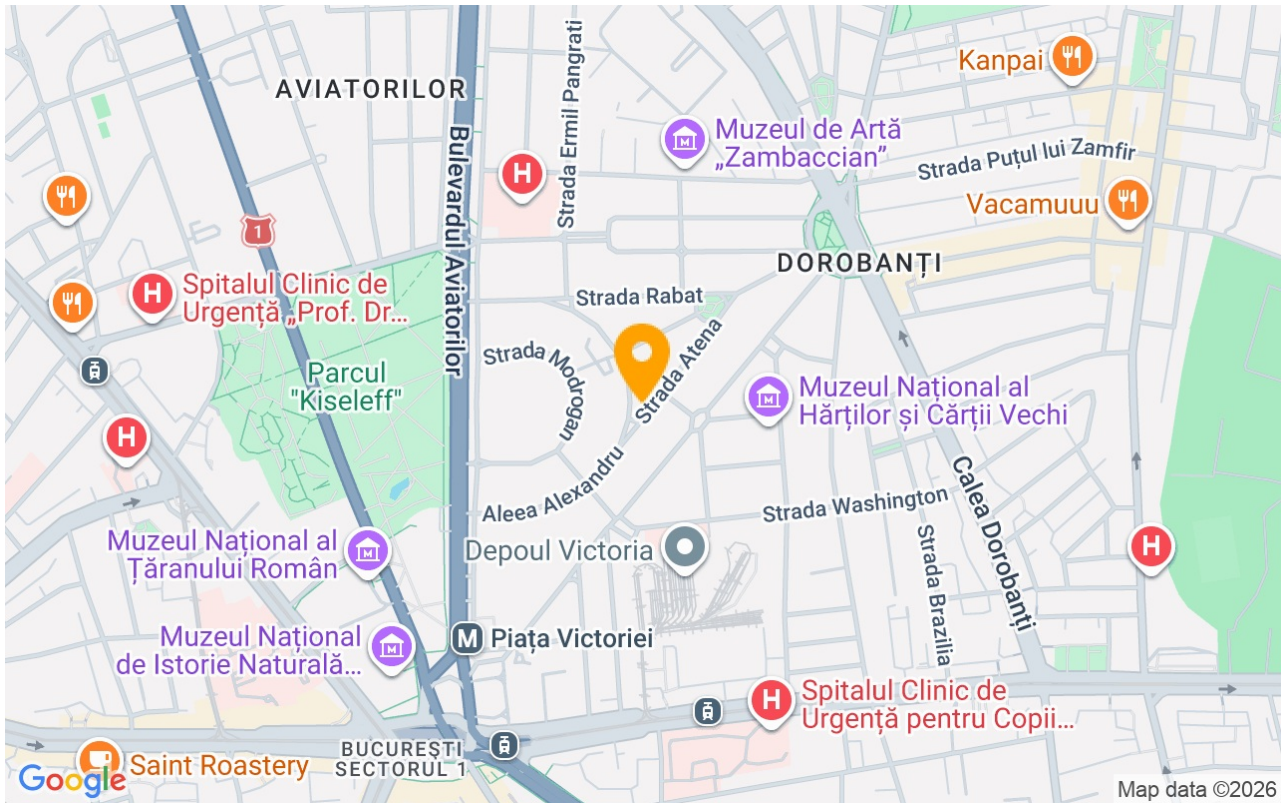 Kanpai
AVIATORILOR
Strada Ermil Pangrati
Bulevardul Aviatorilor
H
Muzeul de Artă
„Zambaccian”
Strada Puțul lui Zamfir
Vacamuuu
1
DOROBANȚI
H
Spitalul Clinic de
Urgență „Prof. Dr...
Strada Rabat
Strada Modrogan
Strada Atena
Parcul
"Kiseleff"
Muzeul Național al
Hărților și Cărții Vechi
H
Aleea Alexandru
Calea Dorobanți
Strada Washington
Muzeul Național al
Țăranului Român
Depoul Victoria
H
Strada Brazilia
Muzeul Național
de Istorie Naturală...
M
Piața Victoriei
H
Spitalul Clinic de
Urgență pentru Copii...
BUCUREȘTI
SECTORUL 1
Saint Roastery
Google
Map data ©2026